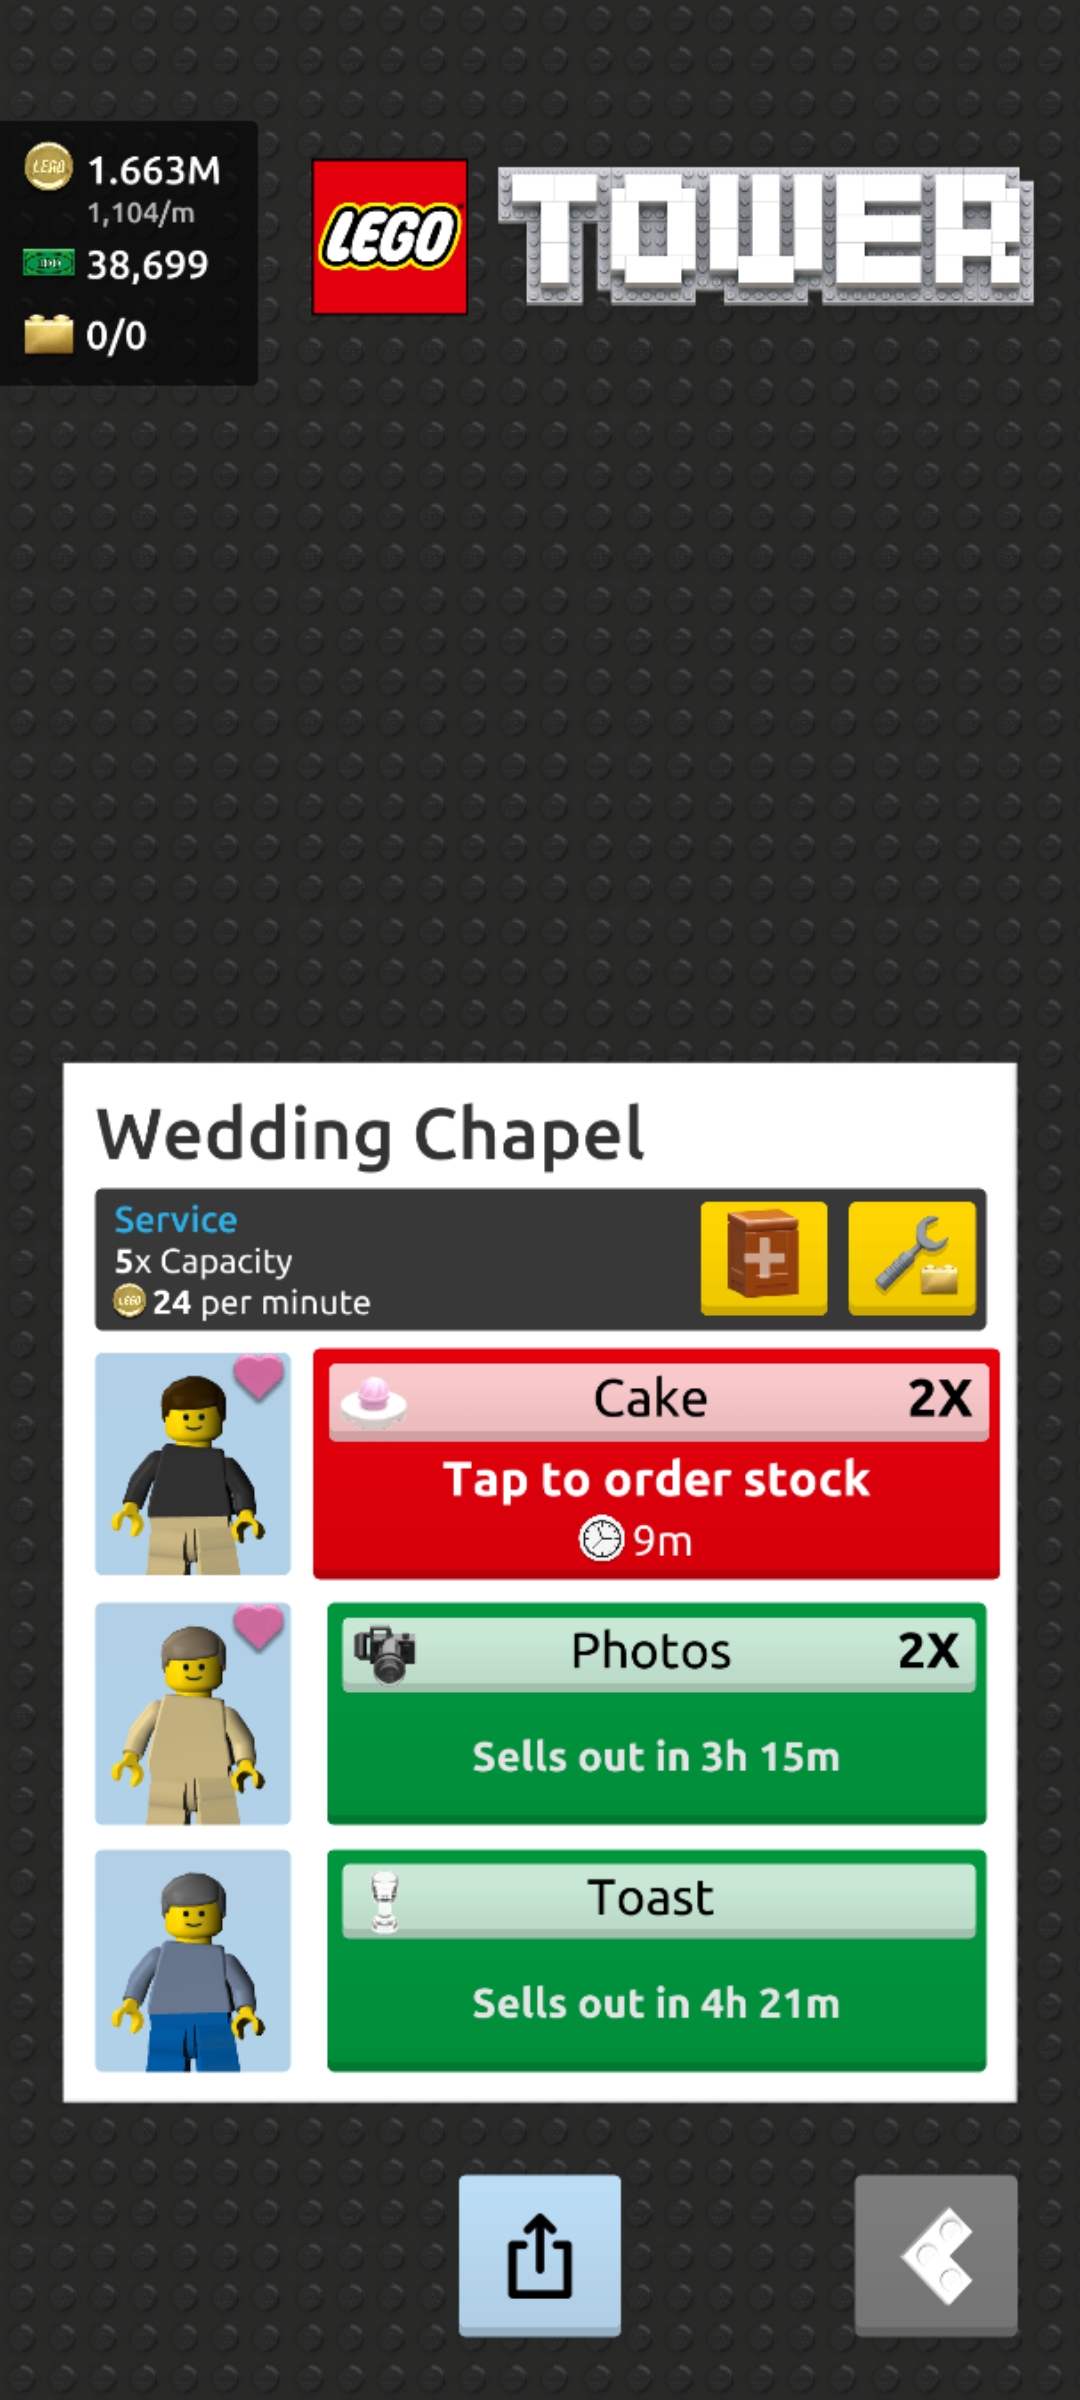 1.663M
1,104/m
38,699
0/0
LEGO TOWER
Wedding Chapel
Service
5x Capacity
24 per minute
Cake 2X
Tap to order stock
9m
Photos 2X
Sells out in 3h 15m
Toast
Sells out in 4h 21m